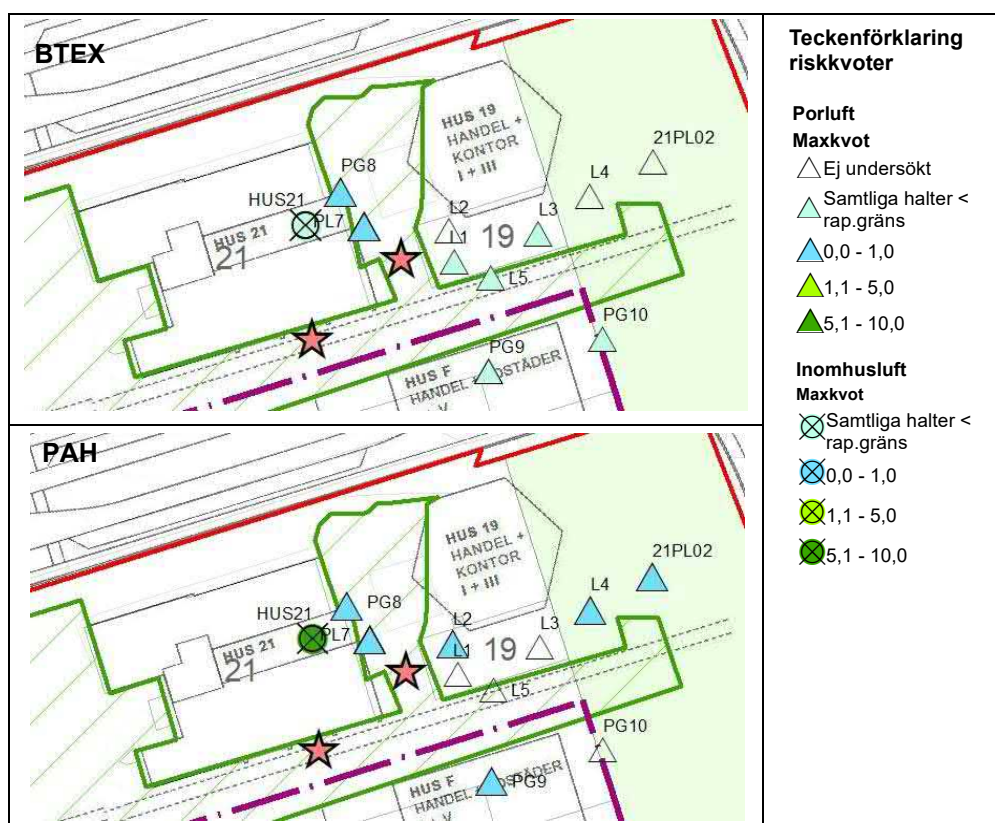 BTEX
HUS 19
HANDEL +
KONTOR
I + III
21PL02
PG8
L4
HUS21
PL7
L2
L3
HUS 21
21
L1
19
L5
PG10
PG9
HUS F
HANDEL
STÄDER
PAH
HUS 19
HANDEL +
KONTOR
I + III
21PL02
L4
PG8
HUS21
PL7
L2
L3
HUS 21
21
L1
19
L5
PG10
PG9
HUS F
HANDEL
STÄDER
Teckenförklaring
riskkvoter
Porluft
Maxkvot
Ej undersökt
Samtliga halter <
rap.gräns
0,0 - 1,0
1,1 - 5,0
5,1 - 10,0
Inomhusluft
Maxkvot
Samtliga halter <
rap.gräns
0,0 - 1,0
1,1 - 5,0
5,1 - 10,0